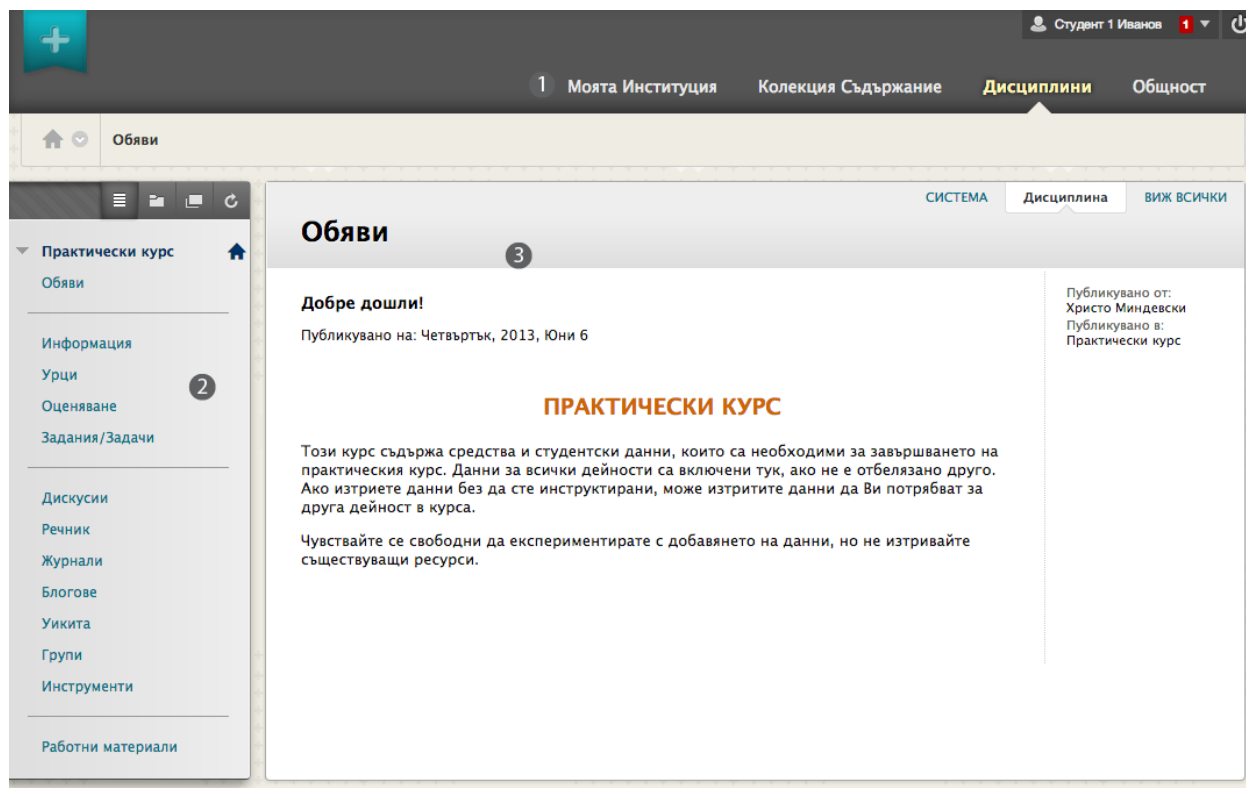 Студент 1 Иванов 1
1 Моята Институция Колекция Съдържание Дисциплини Общност
Обяви
СИСТЕМА Дисциплина ВИЖ ВСИЧКИ
Практически курс
Обяви
Информация
Урци
2
Оценяване
Задания/Задачи
Дискусии
Речник
Журнали
Блогове
Уикита
Групи
Инструменти
Работни материали
Обяви
3
Добре дошли!
Публикувано на: Четвъртък, 2013, Юни 6
ПРАКТИЧЕСКИ КУРС
Този курс съдържа средства и студентски данни, които са необходими за завършването на
практическия курс. Данни за всички дейности са включени тук, ако не е отбелязано друго.
Ако изтриете данни без да сте инструктирани, може изтритите данни да Ви потрябват за
друга дейност в курса.
Чувствайте се свободни да експериментирате с добавянето на данни, но не изтривайте
съществуващи ресурси.
Публикувано от:
Христо Миндевски
Публикувано в:
Практически курс